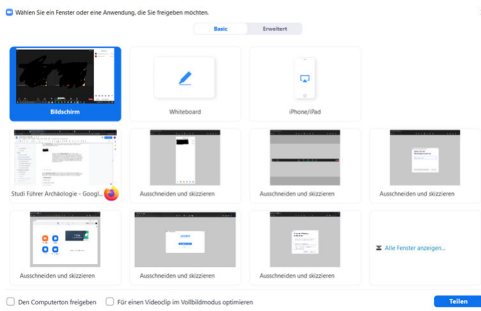 Wählen Sie ein Fenster oder eine Anwendung, die Sie freigeben möchten.
Basic
Erweitert
Bildschirm
Whiteboard
iPhone/iPad
Studi Führer Archäologie - Googl...
Ausschneiden und skizzieren
Ausschneiden und skizzieren
Ausschneiden und skizzieren
Ausschneiden und skizzieren
Ausschneiden und skizzieren
Ausschneiden und skizzieren
Alle Fenster anzeigen...
Den Computerton freigeben
Für einen Videoclip im Vollbildmodus optimieren
Teilen